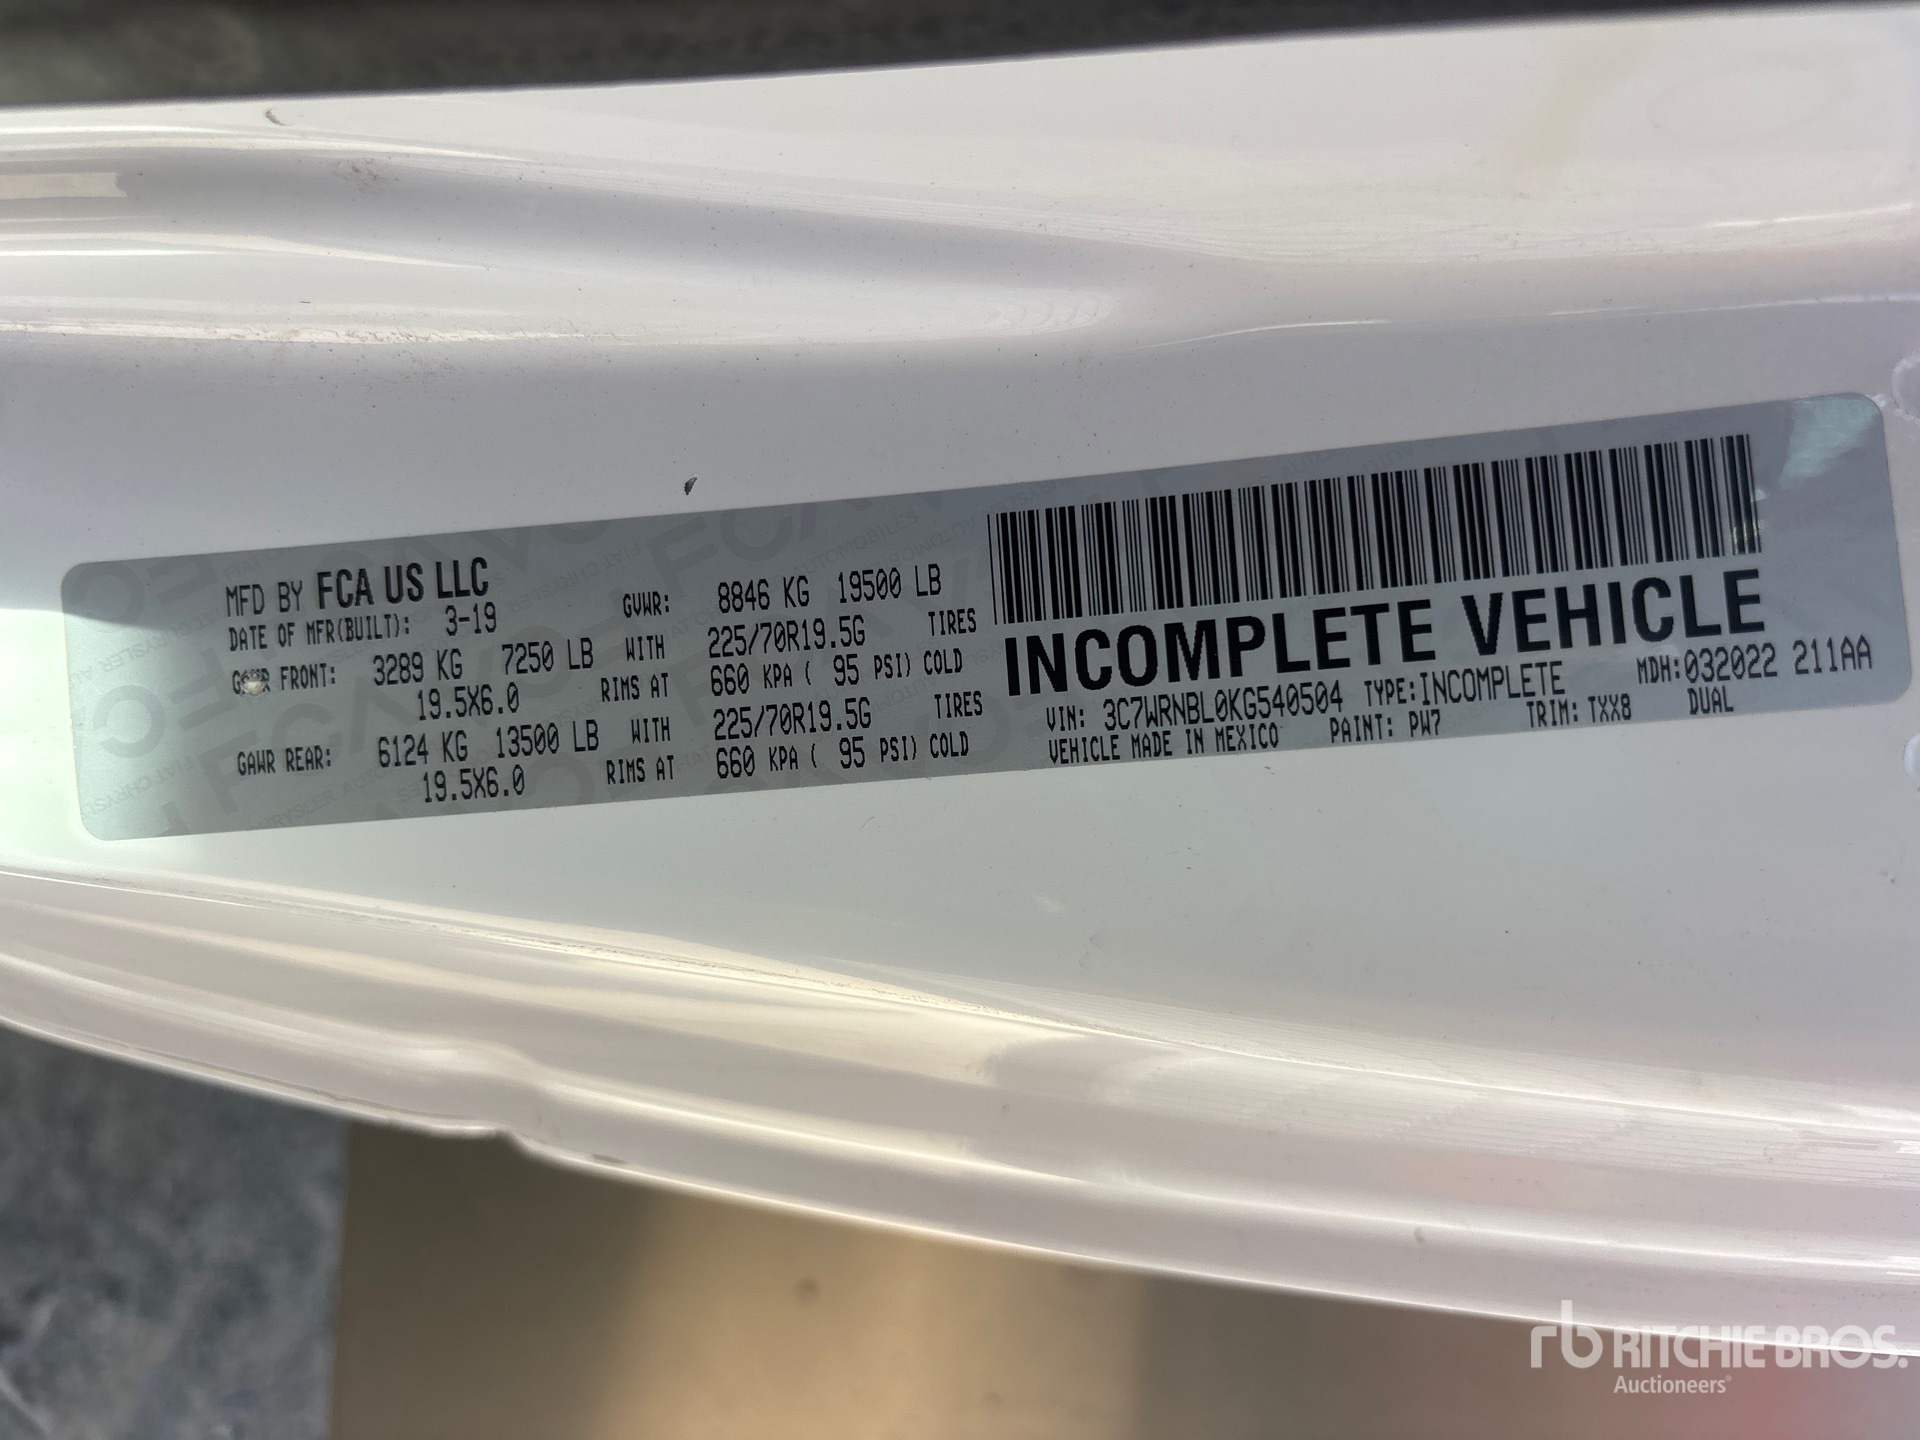 MFD BY FCA US LLC
DATE OF MFR(BUILT): 3-19 GVWR: 8846 KG 19500 LB
GAWR FRONT: 3289 KG 7250 LB WITH 225/70R19.5G TIRES
19.5X6.0 RIMS AT 660 KPA ( 95 PSI) COLD
GAWR REAR: 6124 KG 13500 LB WITH 225/70R19.5G TIRES
19.5X6.0 RIMS AT 660 KPA ( 95 PSI) COLD
INCOMPLETE VEHICLE
MDH:032022 211AA
VIN: 3C7WRNBL0KG540504 TYPE:INCOMPLETE DUAL
VEHICLE MADE IN MEXICO PAINT: PW7 TRIM: TXX8
rb RITCHIE BROS.
Auctioneers